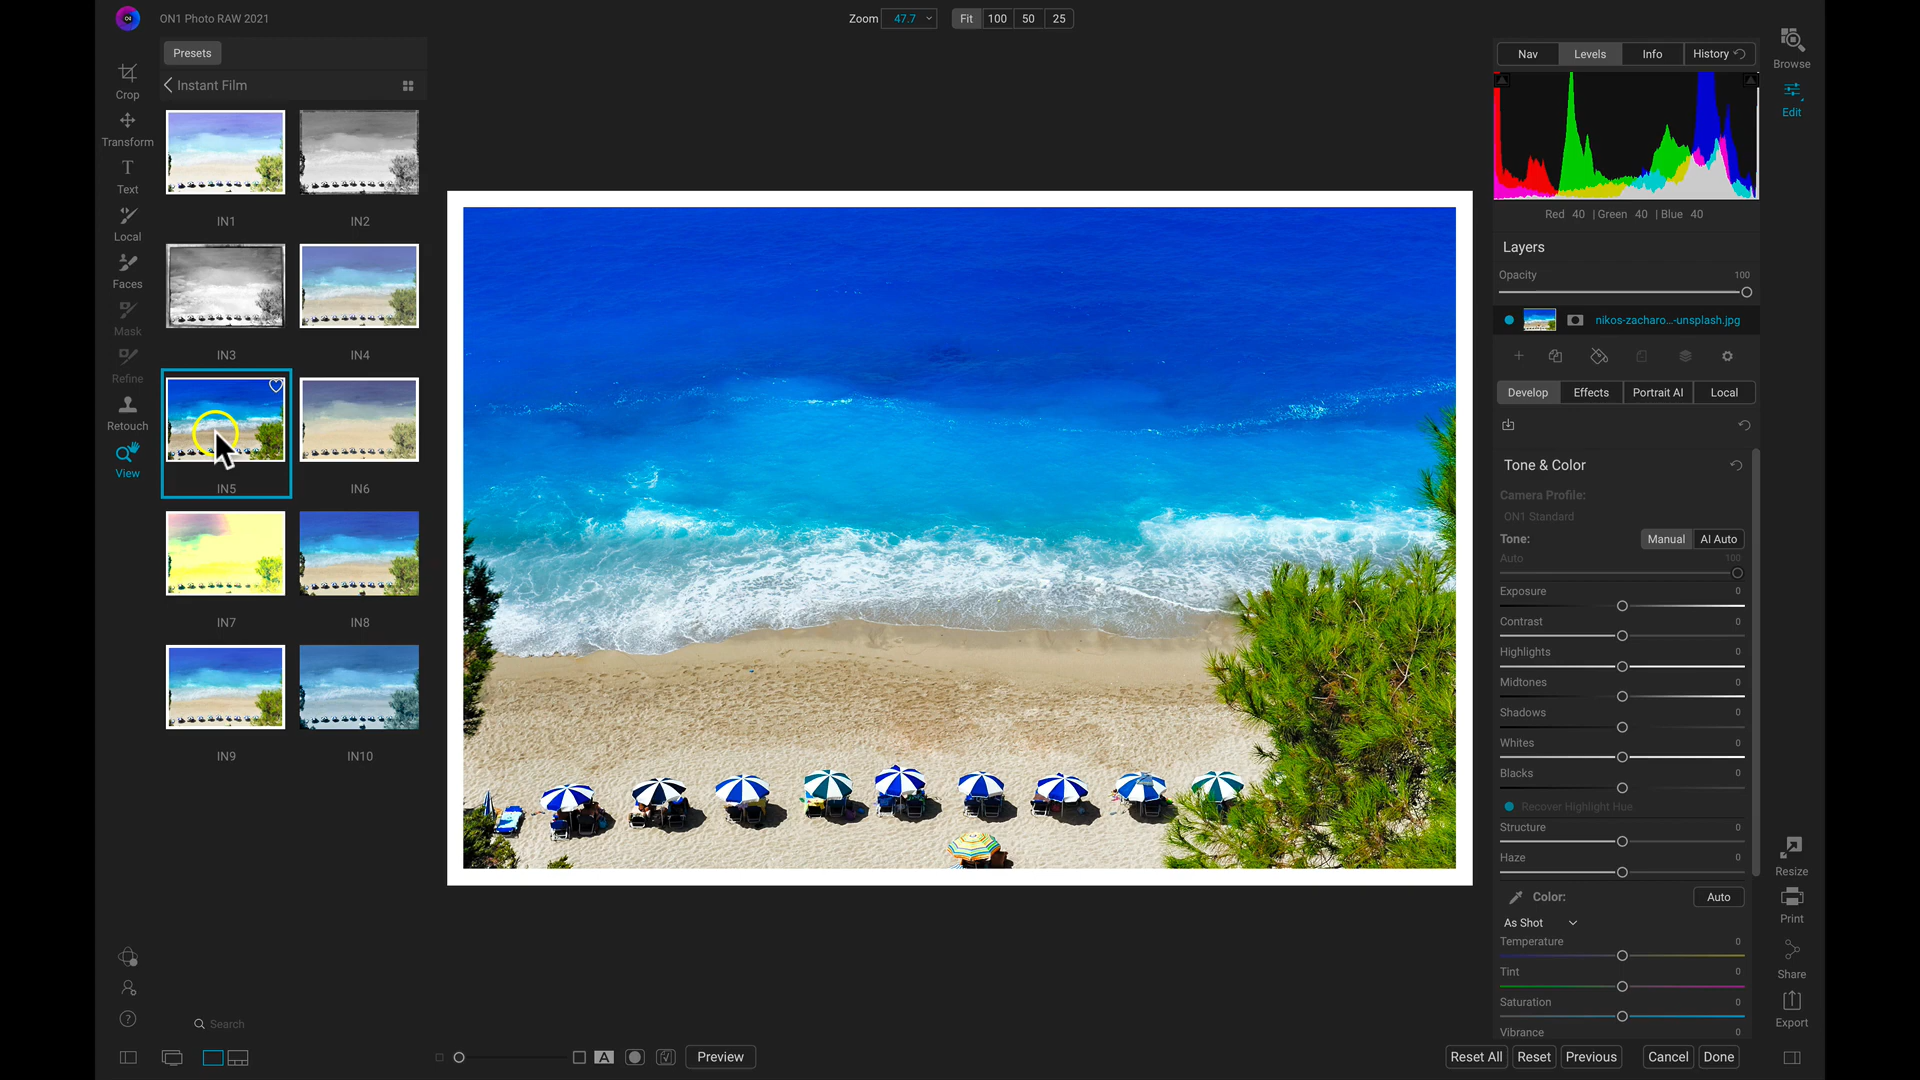 ON1 Photo RAW 2021
Zoom 47.7 Fit 100 50 25
Presets
Instant Film
Crop
Transform
Text
Local
Faces
Mask
Refine
Retouch
View
IN1 IN2
IN3 IN4
IN5 IN6
IN7 IN8
IN9 IN10
Search
A
Preview
Nav Levels Info History
Red 40 | Green 40 | Blue 40
Layers
Opacity 100
nikos-zacharo...-unsplash.jpg
Develop Effects Portrait AI Local
Tone & Color
Camera Profile:
ON1 Standard
Tone: Manual AI Auto
Auto 100
Exposure 0
Contrast 0
Highlights 0
Midtones 0
Shadows 0
Whites 0
Blacks 0
Recover Highlight Hue
Structure 0
Haze 0
Color: Auto
As Shot
Temperature 0
Tint 0
Saturation 0
Vibrance 0
Reset All Reset Previous Cancel Done
Browse
Edit
Resize
Print
Share
Export